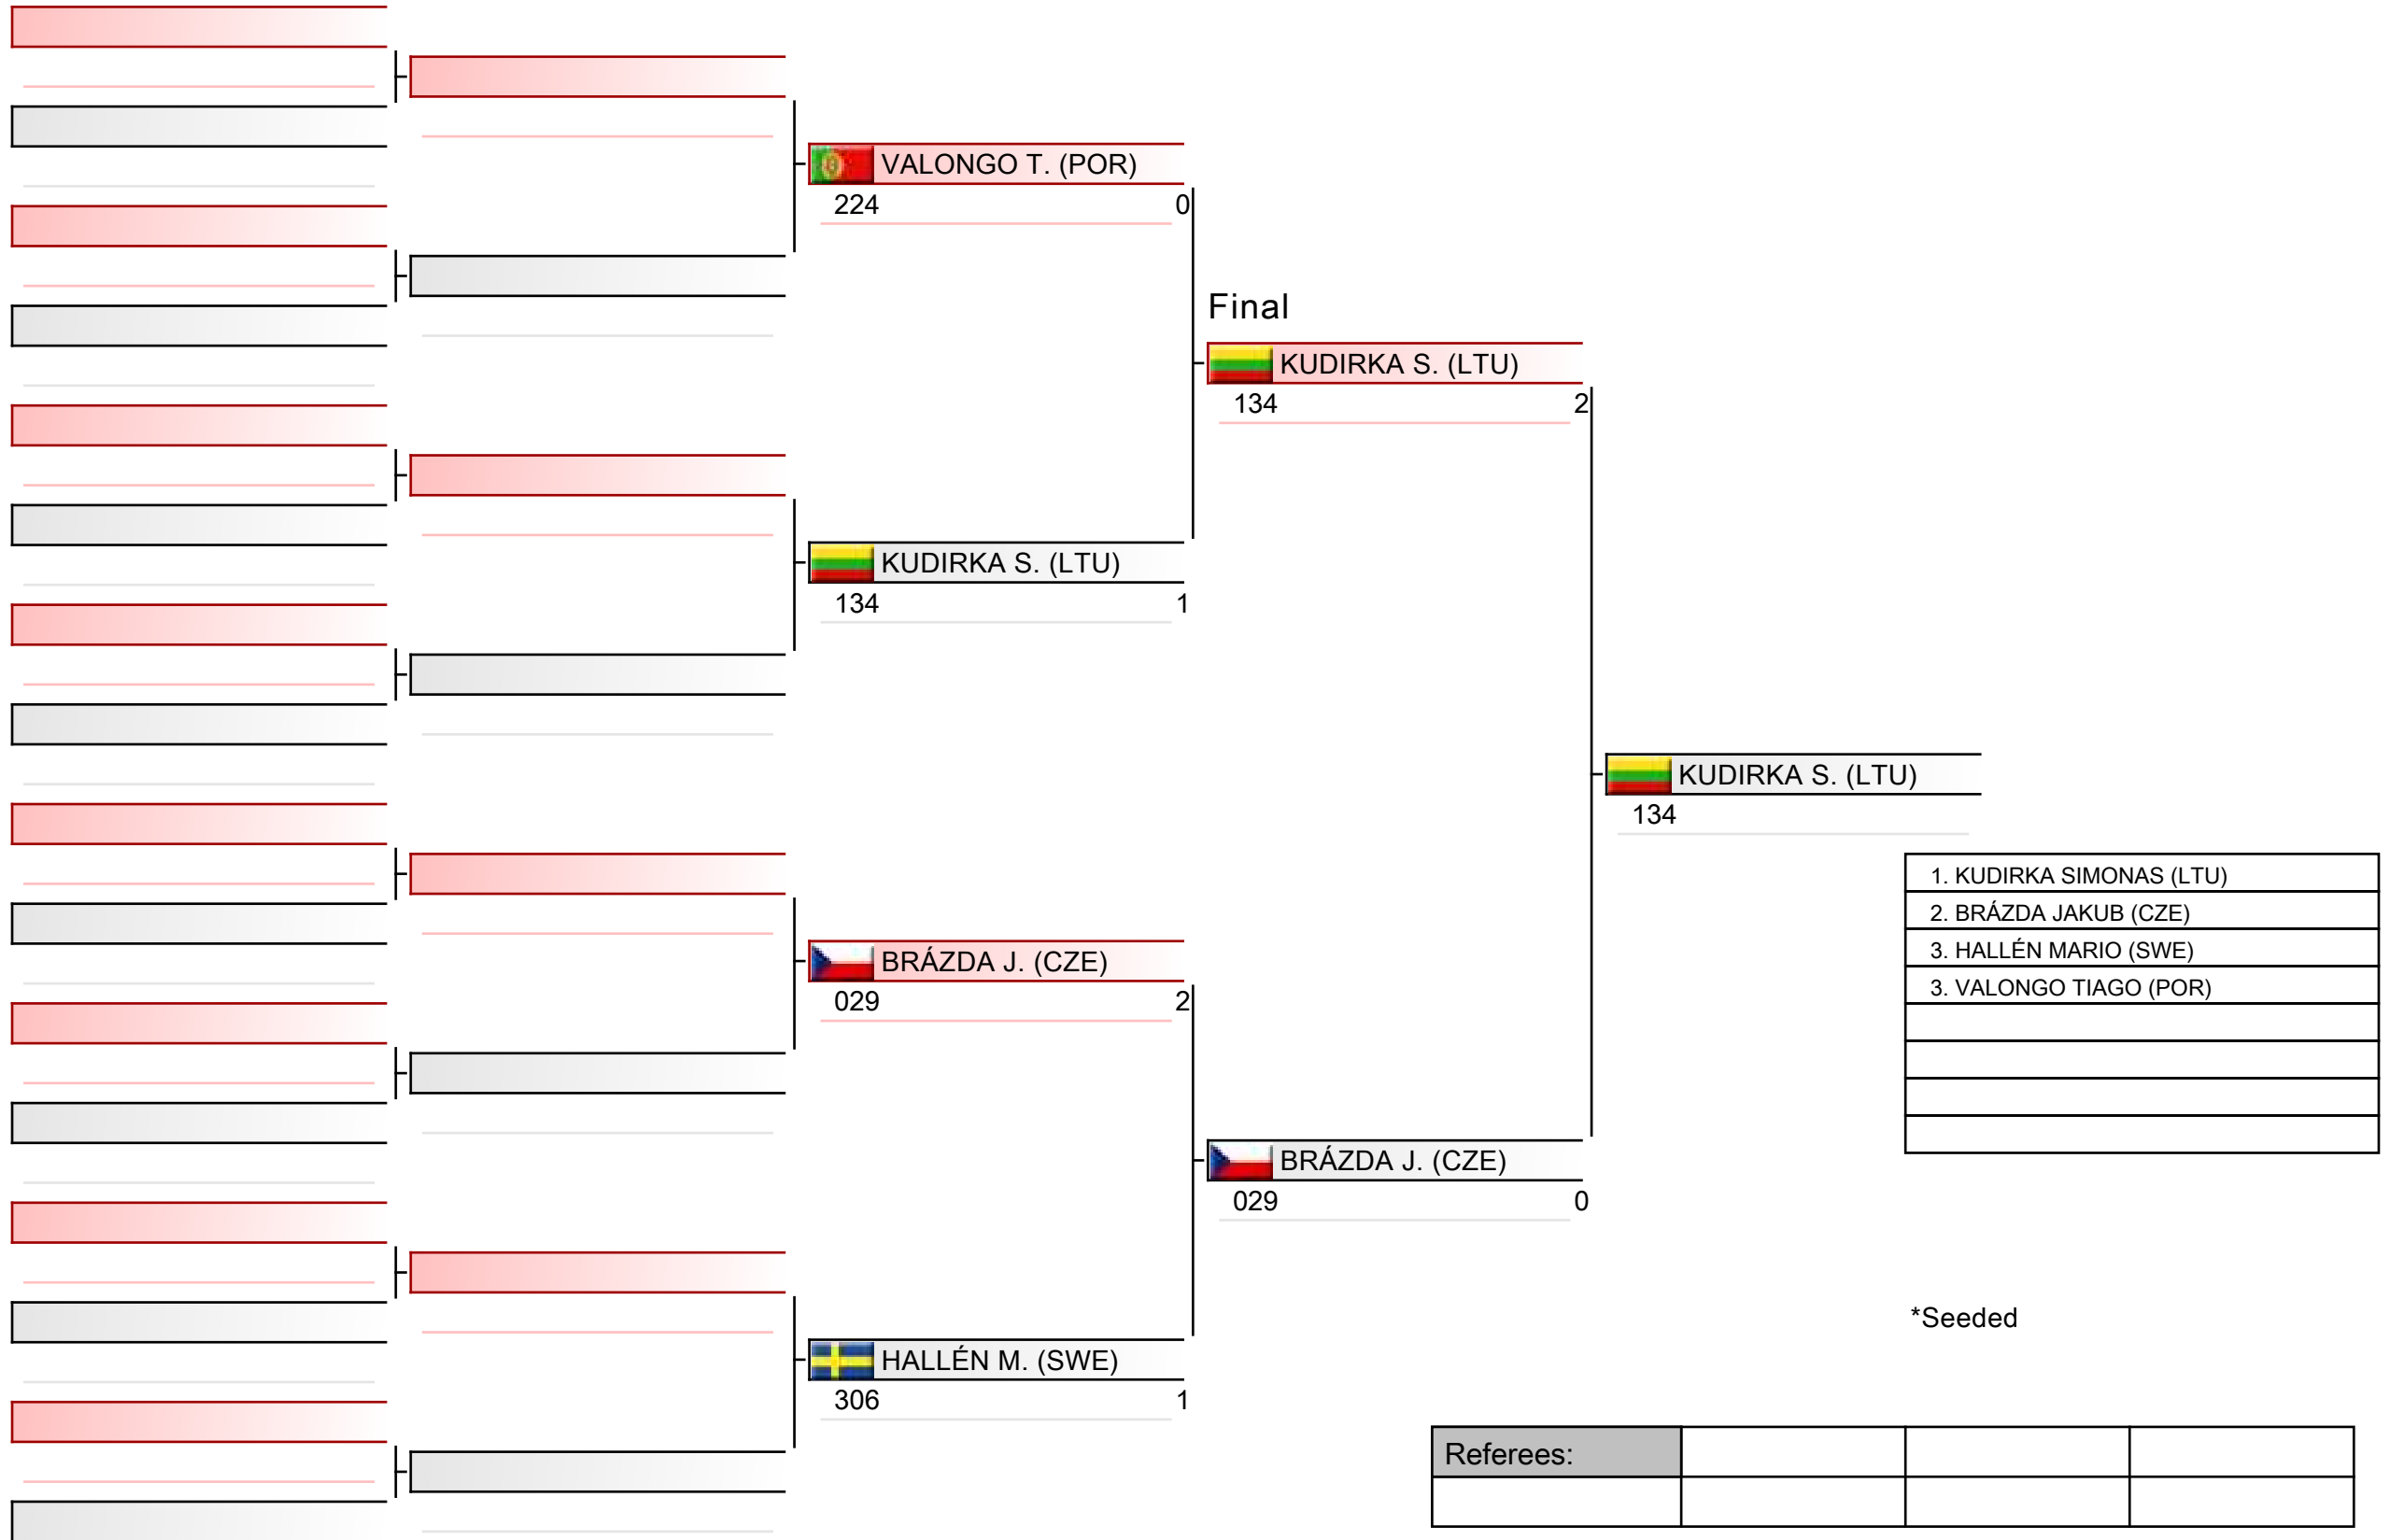 VALONGO T. (POR)
224 0
Final
KUDIRKA S. (LTU)
134 2
KUDIRKA S. (LTU)
134 1
KUDIRKA S. (LTU)
134
1. KUDIRKA SIMONAS (LTU)
2. BRÁZDA JAKUB (CZE)
3. HALLÉN MARIO (SWE)
3. VALONGO TIAGO (POR)
BRÁZDA J. (CZE)
029 2
BRÁZDA J. (CZE)
029 0
*Seeded
HALLÉN M. (SWE)
306 1
Referees: